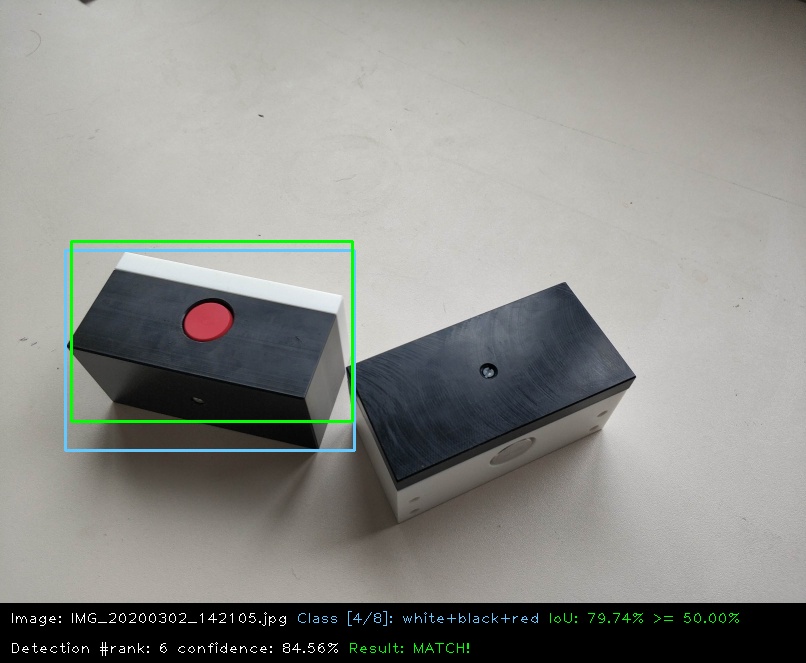 Image: IMG_20200302_142105.jpg Class [4/8]: white+black+red IoU: 79.74% >= 50.00%
Detection #rank: 6 confidence: 84.56% Result: MATCH!